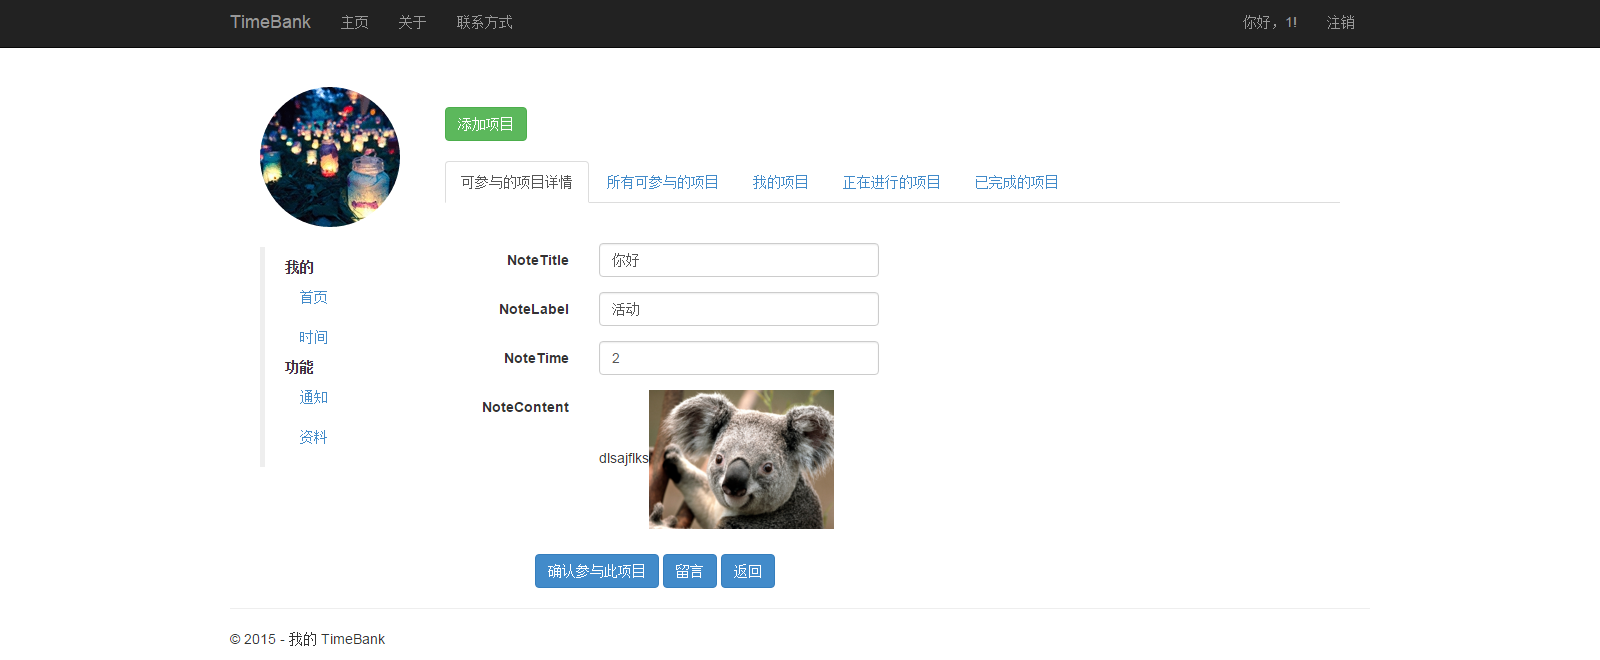 TimeBank 主页 关于 联系方式 你好，1! 注销
添加项目
可参与的项目详情 所有可参与的项目 我的项目 正在进行的项目 已完成的项目
我的
首页
时间
功能
通知
资料
NoteTitle 你好
NoteLabel 活动
NoteTime 2
NoteContent
dlsajflks
确认参与此项目 留言 返回
© 2015 - 我的 TimeBank